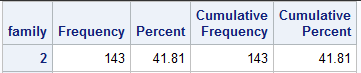 family Frequency Percent Cumulative Frequency Cumulative Percent
2 143 41.81 143 41.81